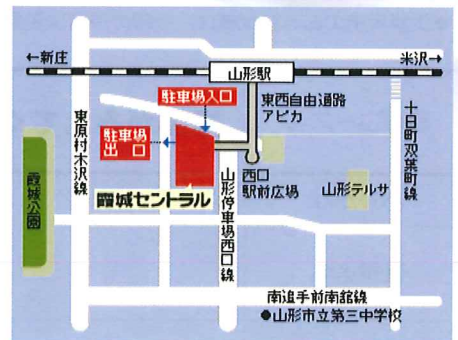 ←新庄
米沢→
山形駅
駐車場入口
東西自由通路
アピカ
駐車場
出 口
東原村木沢線
十日町双葉町線
霞城公園
霞城セントラル
山形停車場西口線
西口
駅前広場
山形テルサ
南追手前南舘線
●山形市立第三中学校